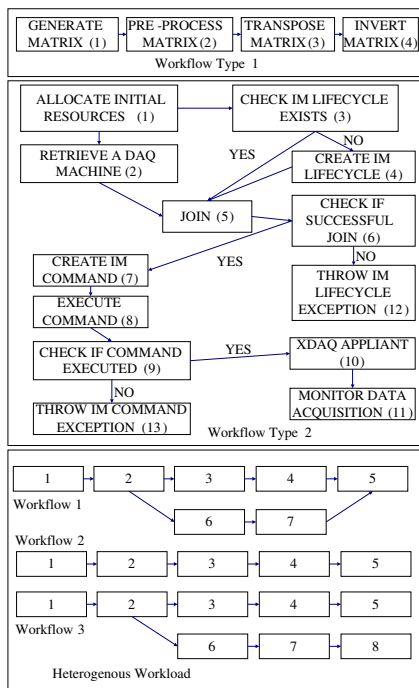 GENERATE MATRIX (1)
PRE -PROCESS MATRIX (2)
TRANSPOSE MATRIX (3)
INVERT MATRIX (4)
Workflow Type 1
ALLOCATE INITIAL
RESOURCES (1)
CHECK IM LIFECYCLE
EXISTS (3)
RETRIEVE A DAQ
MACHINE (2)
YES
NO
CREATE IM
LIFECYCLE (4)
JOIN (5)
CHECK IF
SUCCESSFUL
JOIN (6)
YES
NO
CREATE IM
COMMAND (7)
THROW IM
LIFECYCLE
EXCEPTION (12)
EXECUTE
COMMAND (8)
CHECK IF COMMAND
EXECUTED (9)
YES
XDAQ APPLIANT
(10)
NO
MONITOR DATA
ACQUISITION (11)
THROW IM COMMAND
EXCEPTION (13)
Workflow Type 2
1 2 3 4 5
Workflow 1
6 7
Workflow 2
1 2 3 4 5
1 2 3 4 5
Workflow 3
6 7 8
Heterogenous Workload